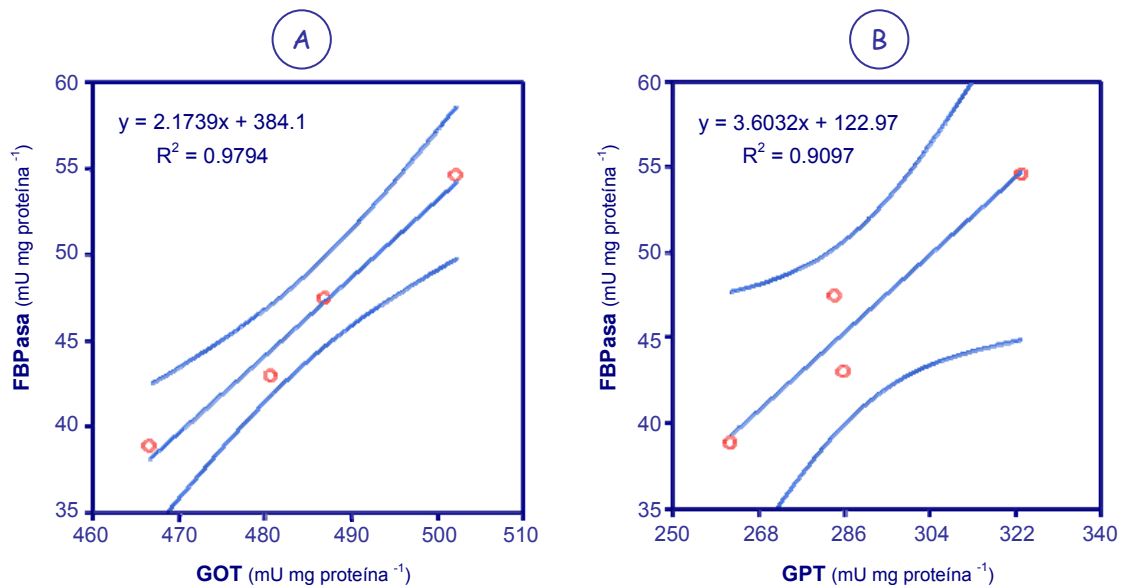 A
60
55
50
45
40
35
FBPasa (mU mg proteína -1)
y = 2.1739x + 384.1
R² = 0.9794
460 470 480 490 500 510
GOT (mU mg proteína -1)
B
60
55
50
45
40
35
FBPasa (mU mg proteína -1)
y = 3.6032x + 122.97
R² = 0.9097
250 268 286 304 322 340
GPT (mU mg proteína -1)